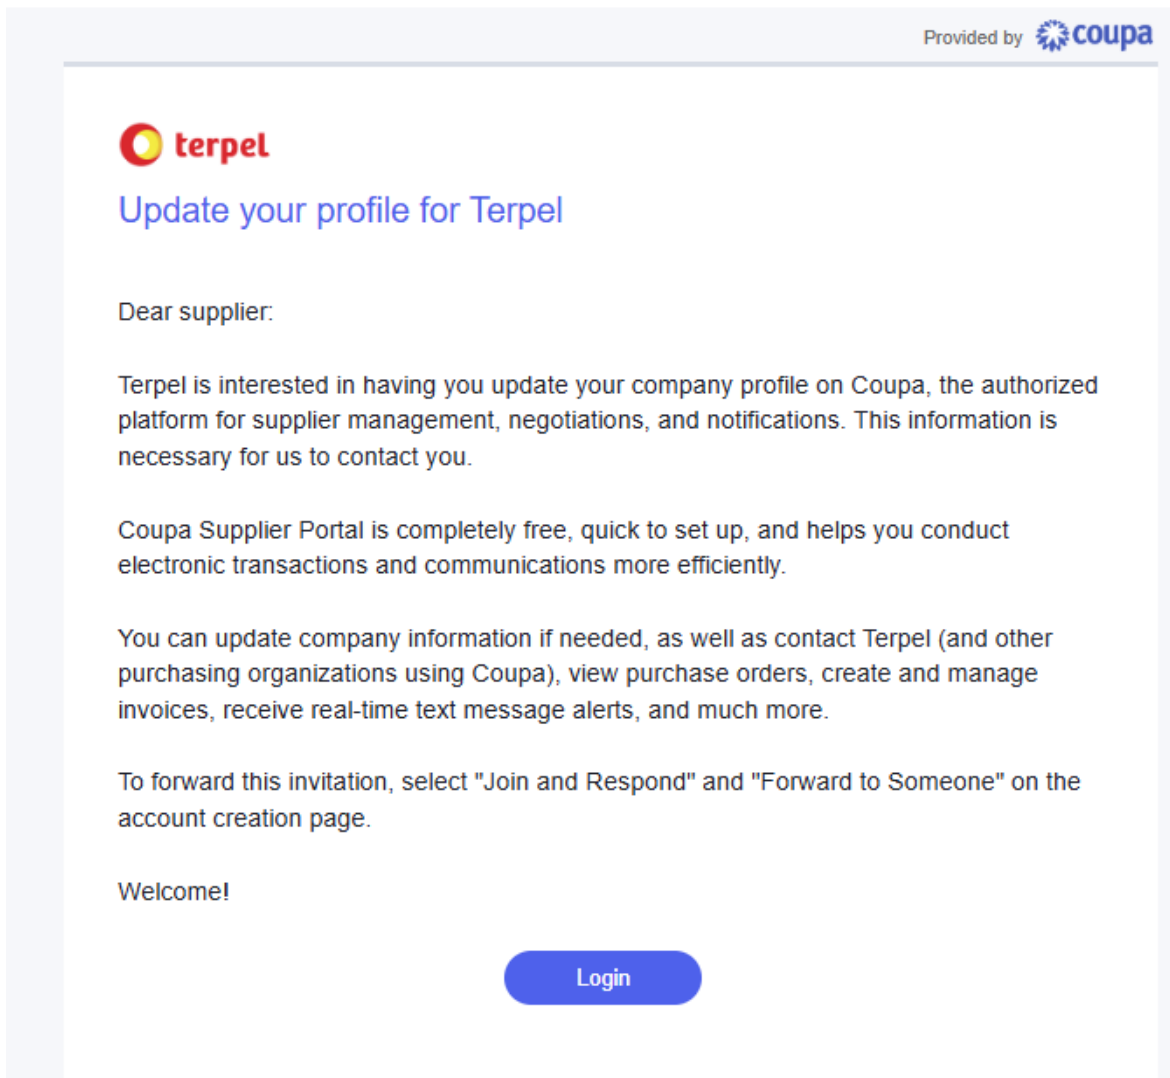 Provided by coupa
terpel
Update your profile for Terpel
Dear supplier:
Terpel is interested in having you update your company profile on Coupa, the authorized
platform for supplier management, negotiations, and notifications. This information is
necessary for us to contact you.
Coupa Supplier Portal is completely free, quick to set up, and helps you conduct
electronic transactions and communications more efficiently.
You can update company information if needed, as well as contact Terpel (and other
purchasing organizations using Coupa), view purchase orders, create and manage
invoices, receive real-time text message alerts, and much more.
To forward this invitation, select "Join and Respond" and "Forward to Someone" on the
account creation page.
Welcome!
Login